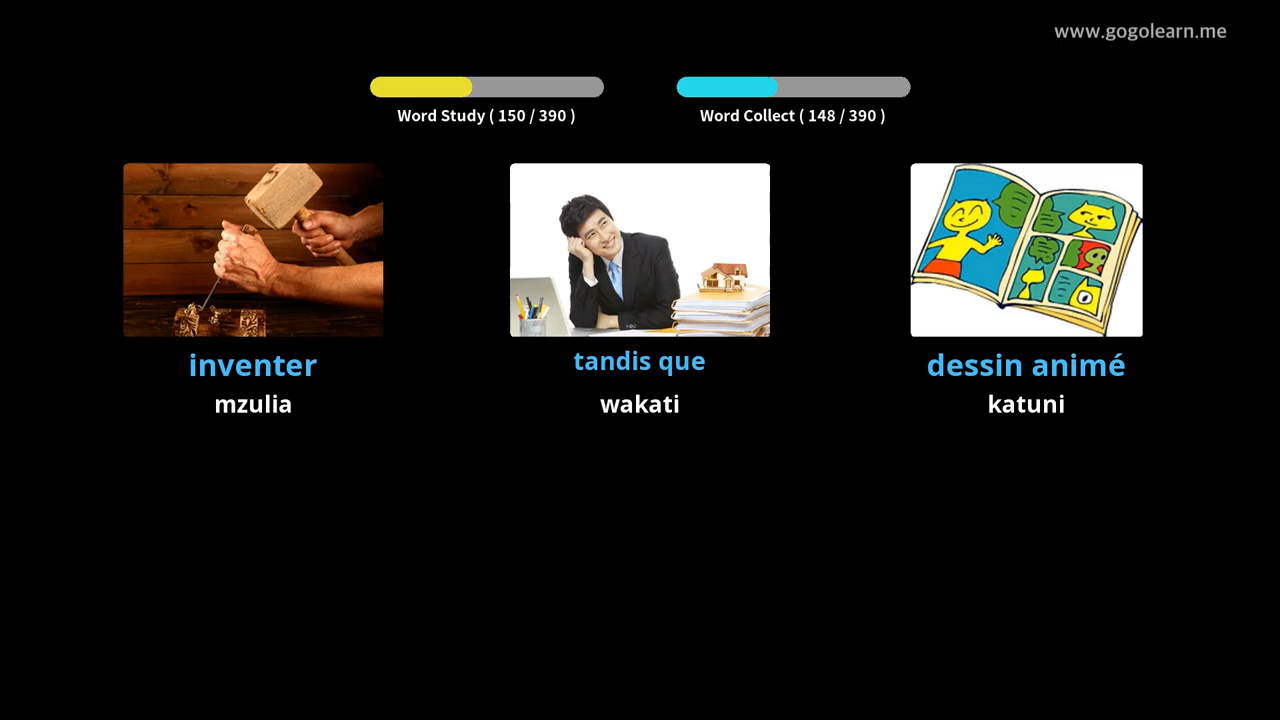 www.gogolearn.me
Word Study ( 150 / 390 )
Word Collect ( 148 / 390 )
inventer
tandis que
dessin animé
mzulia
wakati
katuni